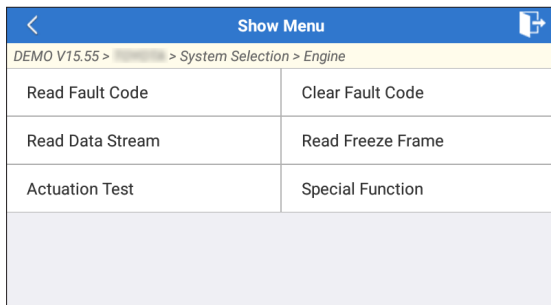 Show Menu
DEMO V15.55 > > System Selection > Engine
Read Fault Code
Clear Fault Code
Read Data Stream
Read Freeze Frame
Actuation Test
Special Function